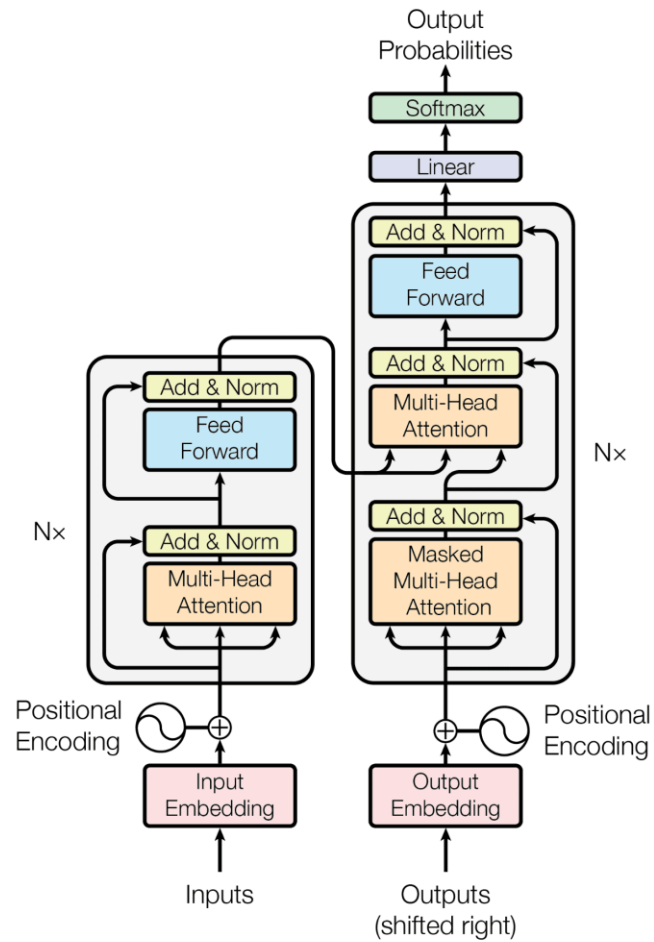 Output
Probabilities
Softmax
Linear
Add & Norm
Feed
Forward
Add & Norm
Multi-Head
Attention
Add & Norm
Masked
Multi-Head
Attention
N×
Add & Norm
Feed
Forward
Add & Norm
Multi-Head
Attention
N×
Positional
Encoding
Positional
Encoding
Input
Embedding
Output
Embedding
Inputs
Outputs
(shifted right)